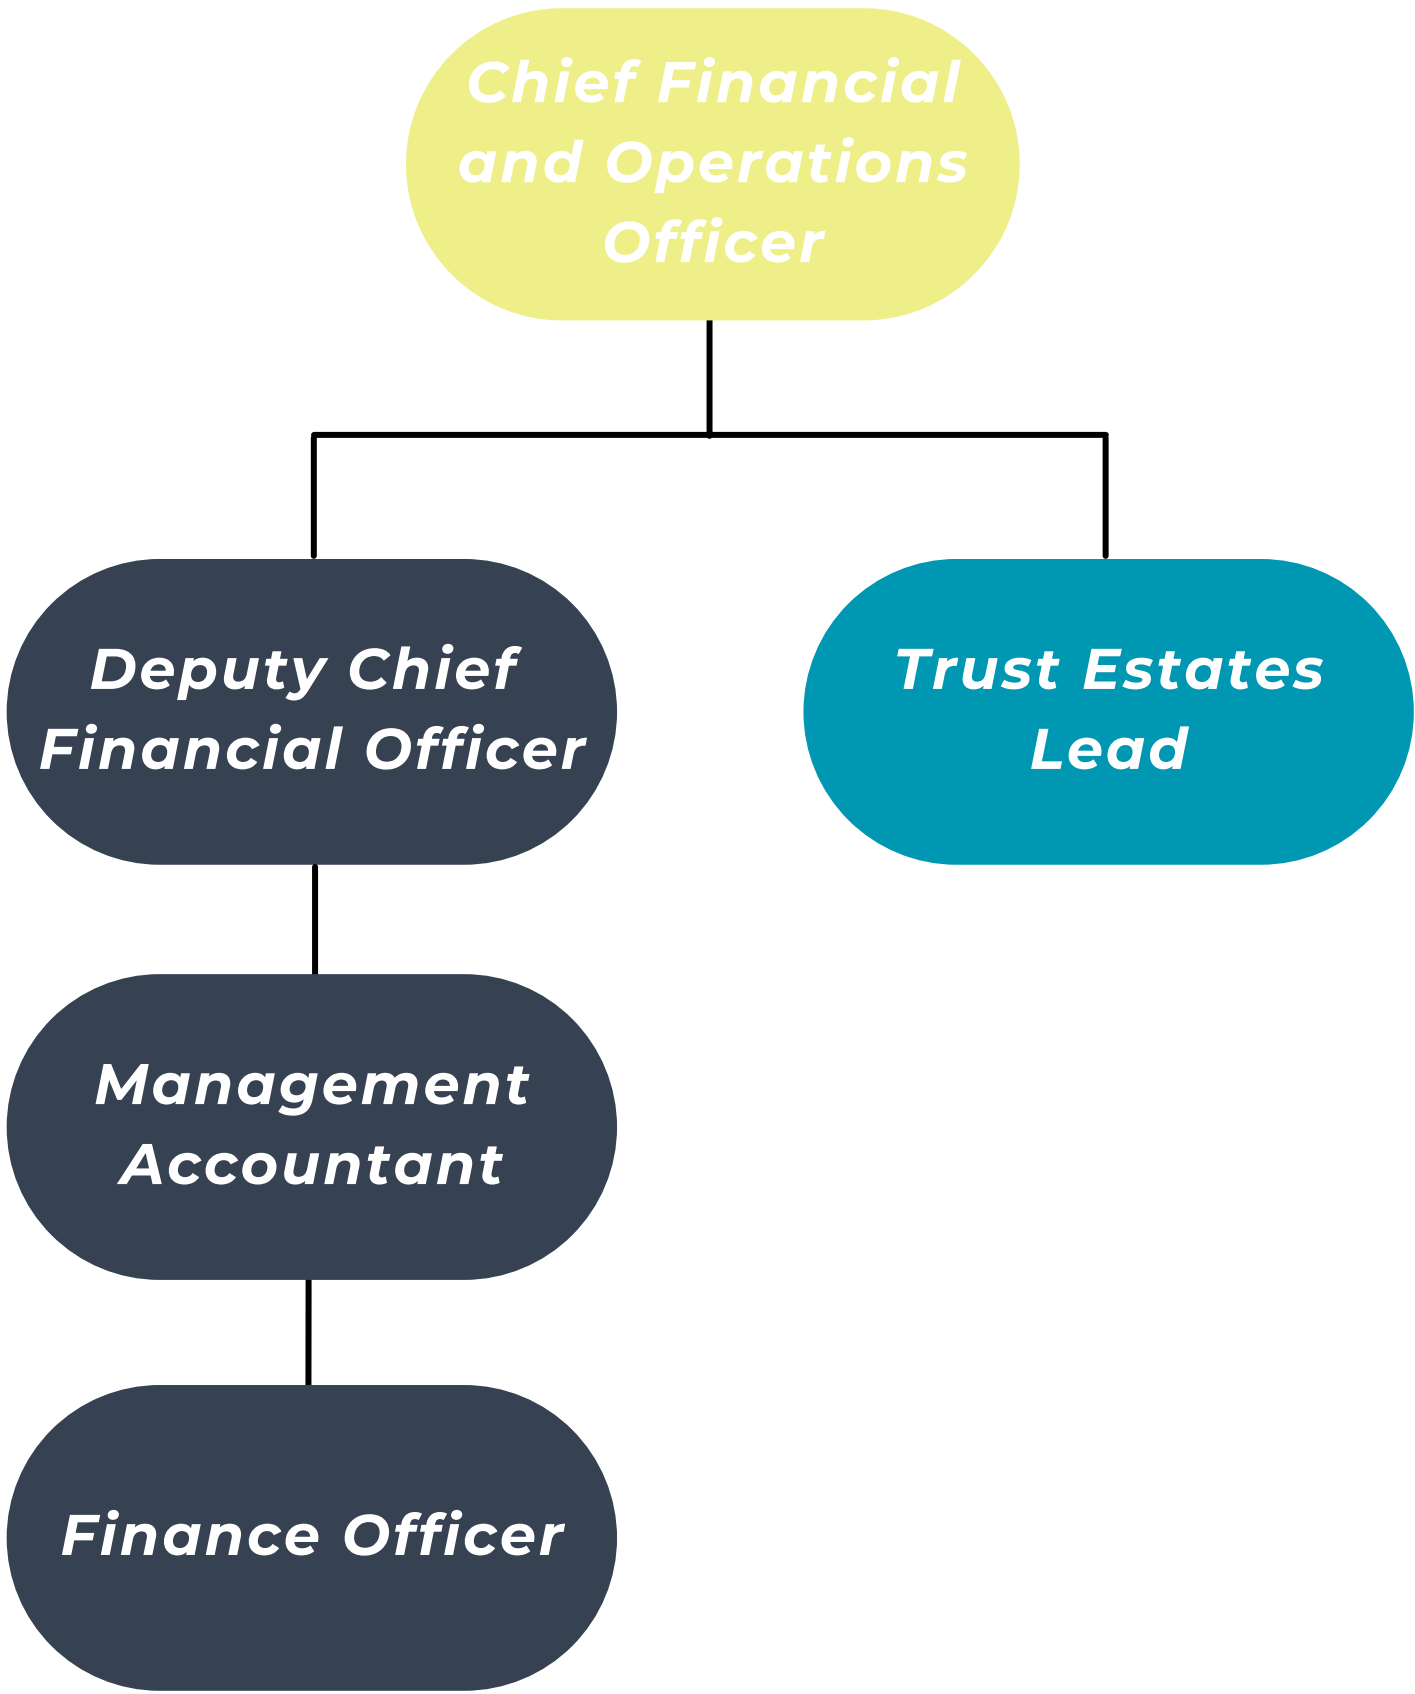 Chief Financial
and Operations
Officer
Deputy Chief
Financial Officer
Trust Estates
Lead
Management
Accountant
Finance Officer